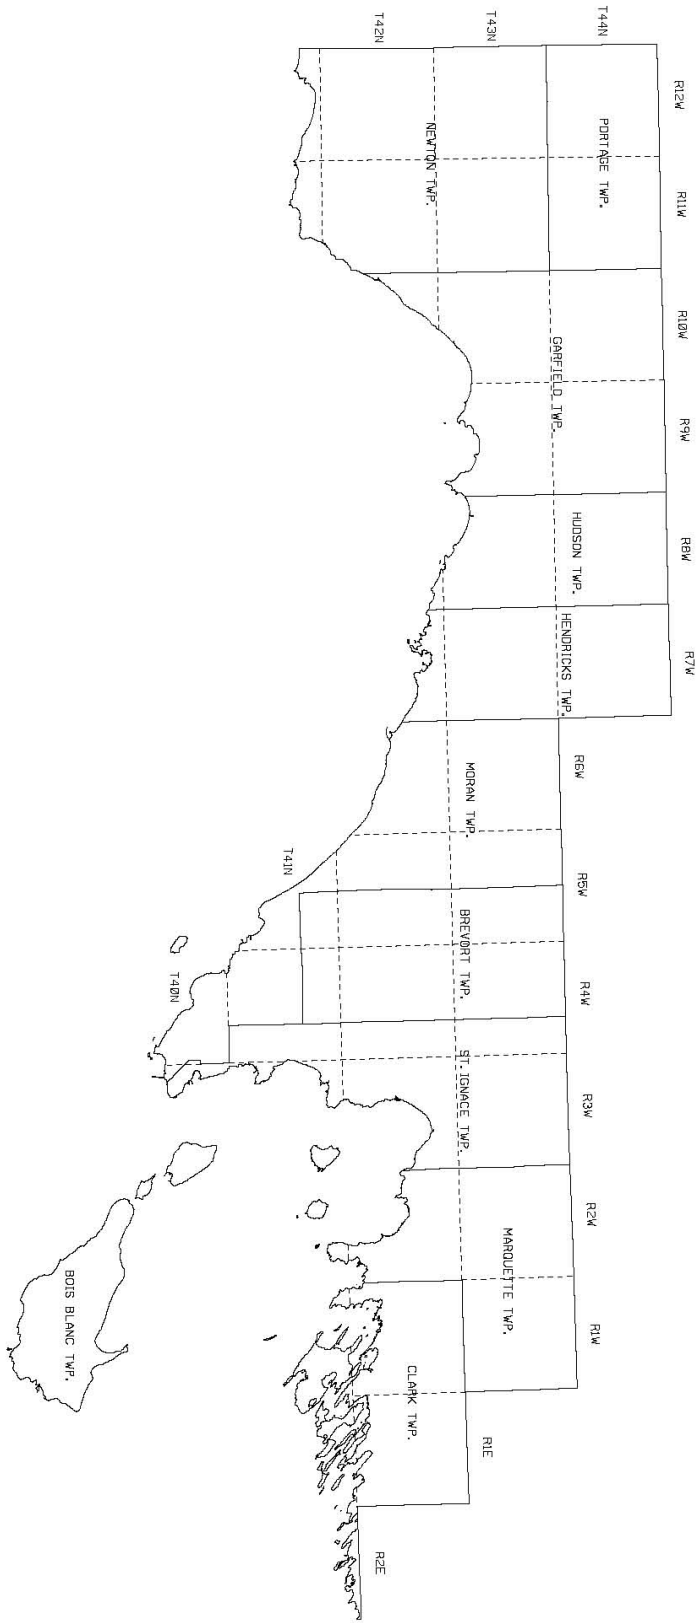 R12W
R11W
R10W
R9W
R8W
R7W
T44N
PORTAGE TWP.
GARFIELD TWP.
HUDSON TWP.
HENDRICKS TWP.
R6W
R5W
R4W
R3W
R2W
R1W
T43N
NEWTON TWP.
MORAN TWP.
BREVORT TWP.
ST. IGNACE TWP.
MARQUETTE TWP.
R1E
T42N
CLARK TWP.
R2E
T41N
T40N
BOIS BLANC TWP.